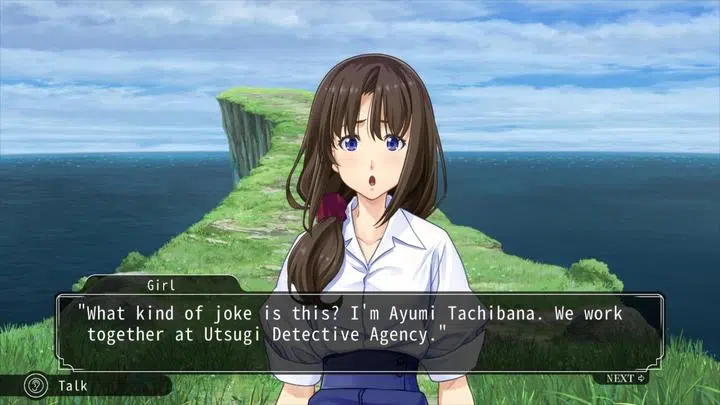 Girl
"What kind of joke is this? I'm Ayumi Tachibana. We work
together at Utsugi Detective Agency."
NEXT
? Talk